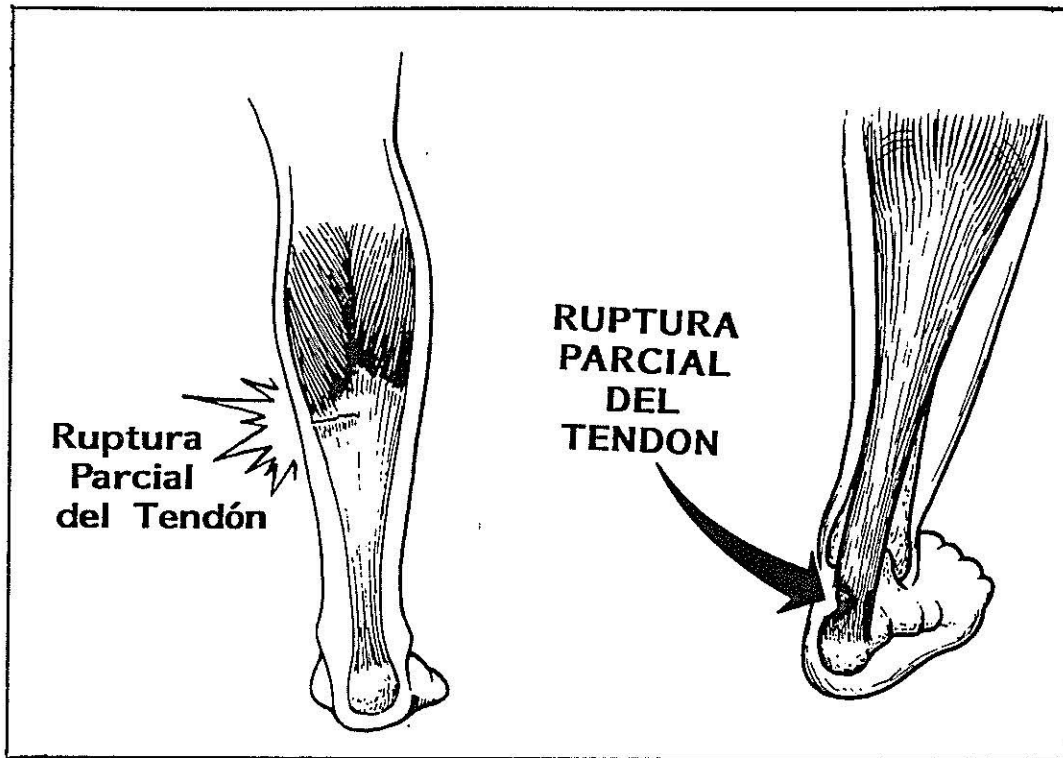 Ruptura
Parcial
del Tendón
RUPTURA
PARCIAL
DEL
TENDON